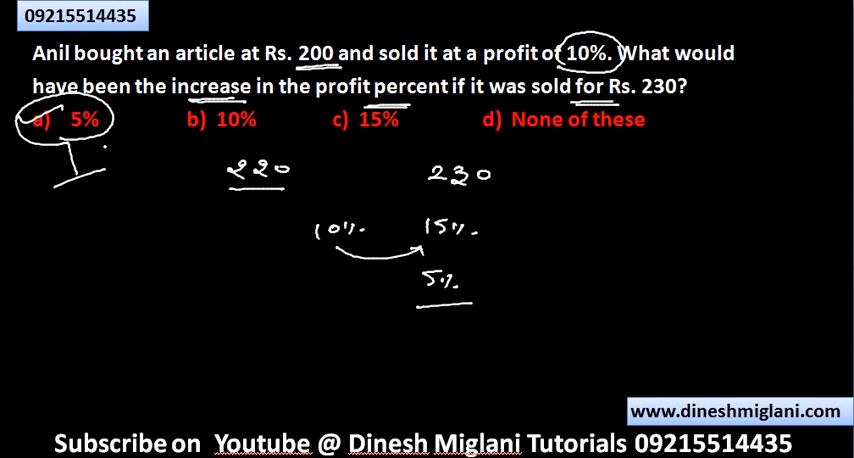 09215514435
Anil bought an article at Rs. 200 and sold it at a profit of 10%. What would
have been the increase in the profit percent if it was sold for Rs. 230?
a) 5% b) 10% c) 15% d) None of these
220 230
10%. 15%.
5%.
www.dineshmiglani.com
Subscribe on Youtube @ Dinesh Miglani Tutorials 09215514435